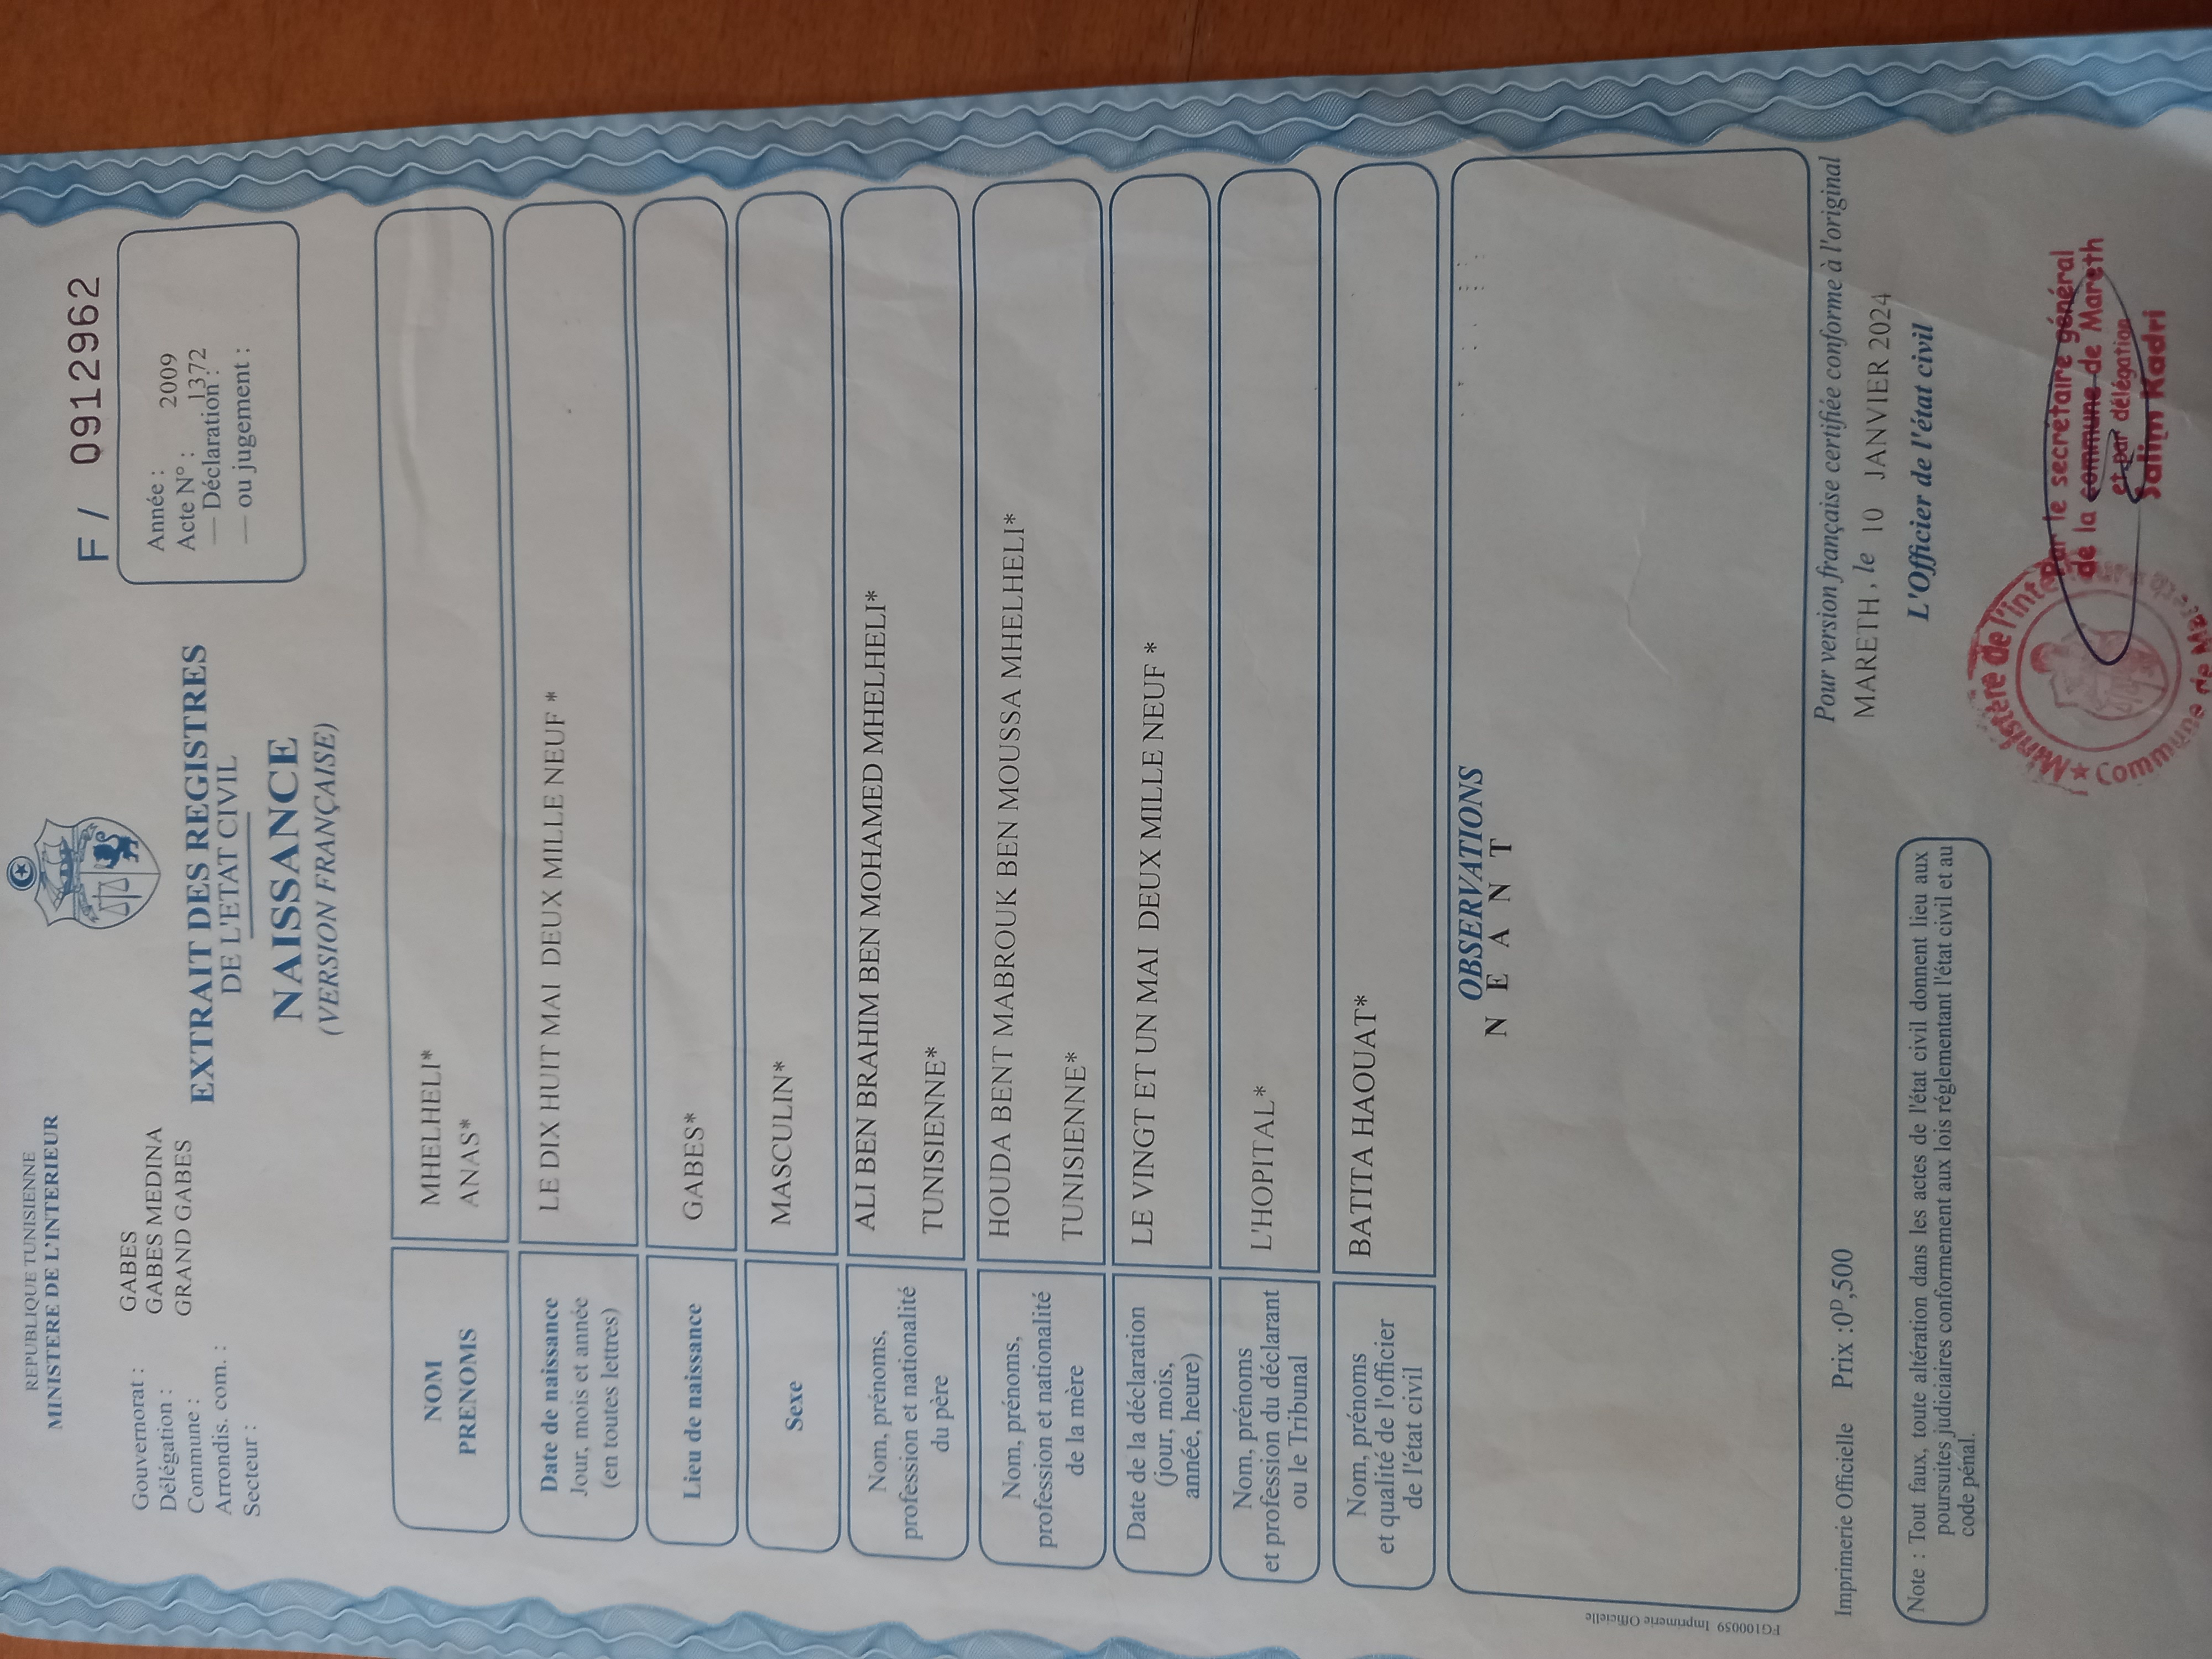 REPUBLIQUE TUNISIENNE
MINISTERE DE L'INTERIEUR
F / 0912962
Gouvernorat : GABES
Délégation : GABES MEDINA
Commune : GRAND GABES
Arrondis. com. :
Secteur :
EXTRAIT DES REGISTRES
DE L'ETAT CIVIL
NAISSANCE
(VERSION FRANÇAISE)
Année : 2009
Acte N° : 1372
— Déclaration :
— ou jugement :
NOM MHELHELI*
PRENOMS ANAS*
Date de naissance
Jour, mois et année
(en toutes lettres)
LE DIX HUIT MAI DEUX MILLE NEUF *
Lieu de naissance GABES*
Sexe MASCULIN*
Nom, prénoms,
profession et nationalité
du père
ALI BEN BRAHIM BEN MOHAMED MHELHELI*
TUNISIENNE*
Nom, prénoms,
profession et nationalité
de la mère
HOUDA BENT MABROUK BEN MOUSSA MHELHELI*
TUNISIENNE*
Date de la déclaration
(jour, mois,
année, heure)
LE VINGT ET UN MAI DEUX MILLE NEUF *
Nom, prénoms
et profession du déclarant
ou le Tribunal
L'HOPITAL*
Nom, prénoms
et qualité de l'officier
de l'état civil
BATITA HAOUAT*
OBSERVATIONS
N E A N T
FG100059 Imprimerie Officielle
Imprimerie Officielle Prix :0D,500
Pour version française certifiée conforme à l'original
MARETH, le 10 JANVIER 2024
L'Officier de l'état civil
Note : Tout faux, toute altération dans les actes de l'état civil donnent lieu aux
poursuites judiciaires conformement aux lois réglementant l'état civil et au
code pénal.
Par le secrétaire général
de la commune de Mareth
et par délégation
Salim Kadri
Ministère de l'inte
★ Commune de Ma